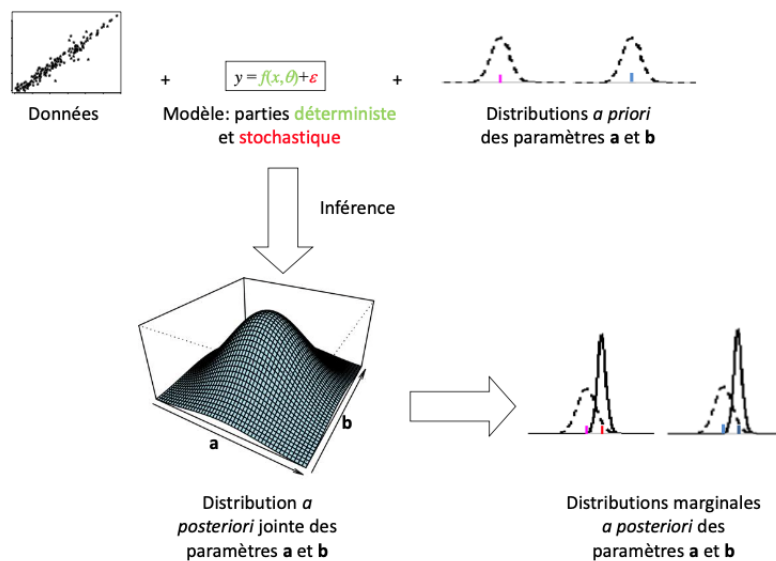 +
y = f(x,θ)+ε
+
Données
Modèle: parties déterministe
et stochastique
Distributions a priori
des paramètres a et b
Inférence
a
b
Distribution a
posteriori jointe des
paramètres a et b
Distributions marginales
a posteriori des
paramètres a et b